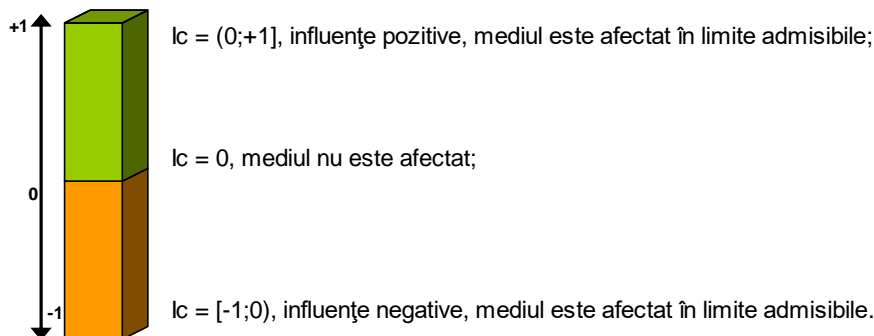 +1
Ic = (0;+1], influenţe pozitive, mediul este afectat în limite admisibile;
Ic = 0, mediul nu este afectat;
0
-1
Ic = [-1;0), influenţe negative, mediul este afectat în limite admisibile.